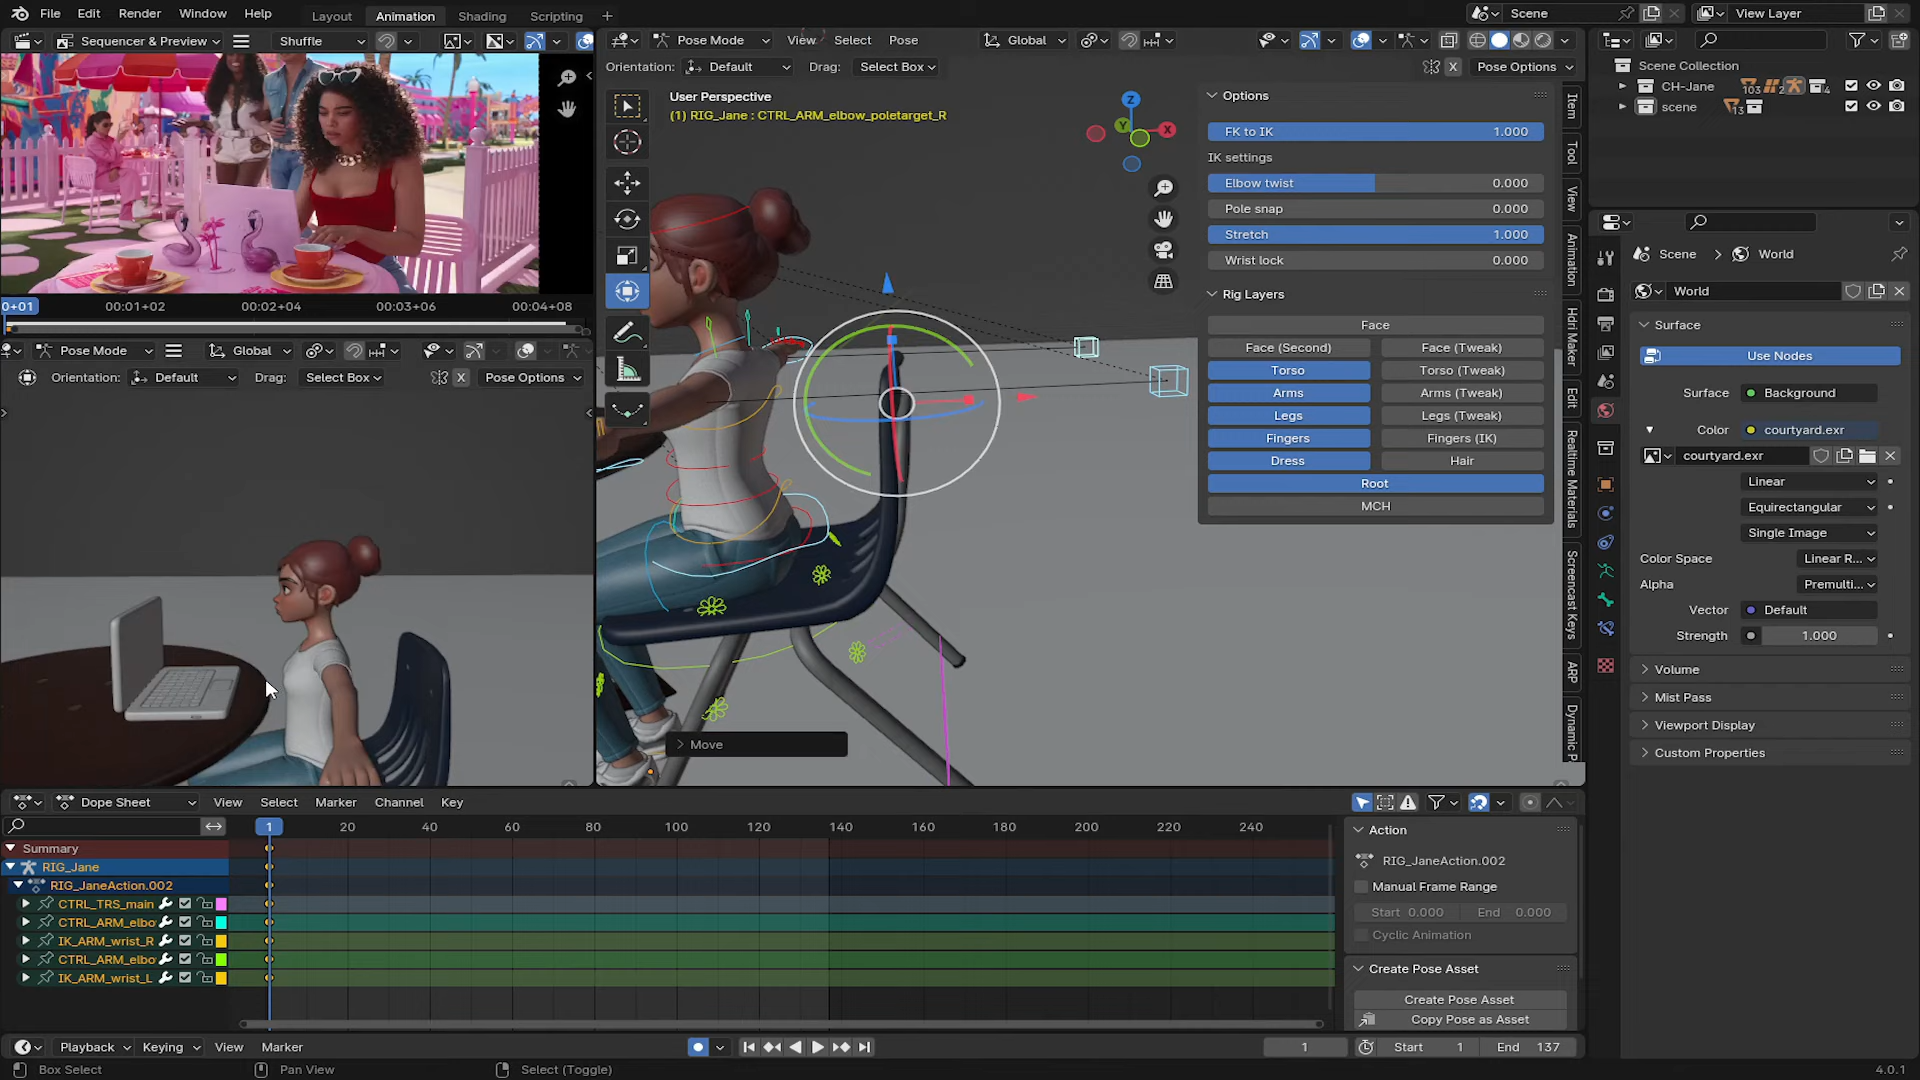 File Edit Render Window Help Layout Animation Shading Scripting + Scene View Layer
Sequencer & Preview Shuffle Pose Mode View Select Pose Global
Orientation: Default Drag: Select Box X Pose Options
User Perspective
(1) RIG_Jane : CTRL_ARM_elbow_poletarget_R
Z
Y
X
Options
FK to IK 1.000
IK settings
Elbow twist 0.000
Pole snap 0.000
Stretch 1.000
Wrist lock 0.000
Rig Layers
Face
Face (Second) Face (Tweak)
Torso Torso (Tweak)
Arms Arms (Tweak)
Legs Legs (Tweak)
Fingers Fingers (IK)
Dress Hair
Root
MCH
Item
Tool
View
Animation
Hdri Maker
Edit
Realtime Materials
Screencast Keys
ARP
Dynamic P
Scene Collection
CH-Jane 103 2 4
scene 13
Scene > World
World
Surface
Use Nodes
Surface Background
Color courtyard.exr
courtyard.exr
Linear
Equirectangular
Single Image
Color Space Linear R...
Alpha Premulti...
Vector Default
Strength 1.000
Volume
Mist Pass
Viewport Display
Custom Properties
0+01 00:01+02 00:02+04 00:03+06 00:04+08
Pose Mode Global
Orientation: Default Drag: Select Box X Pose Options
Move
Dope Sheet View Select Marker Channel Key
1 20 40 60 80 100 120 140 160 180 200 220 240
Summary
RIG_Jane
RIG_JaneAction.002
CTRL_TRS_main
CTRL_ARM_elbo
IK_ARM_wrist_R
CTRL_ARM_elbo
IK_ARM_wrist_L
Action
RIG_JaneAction.002
Manual Frame Range
Start 0.000 End 0.000
Cyclic Animation
Create Pose Asset
Create Pose Asset
Copy Pose as Asset
Playback Keying View Marker 1 Start 1 End 137
Box Select Pan View Select (Toggle) 4.0.1